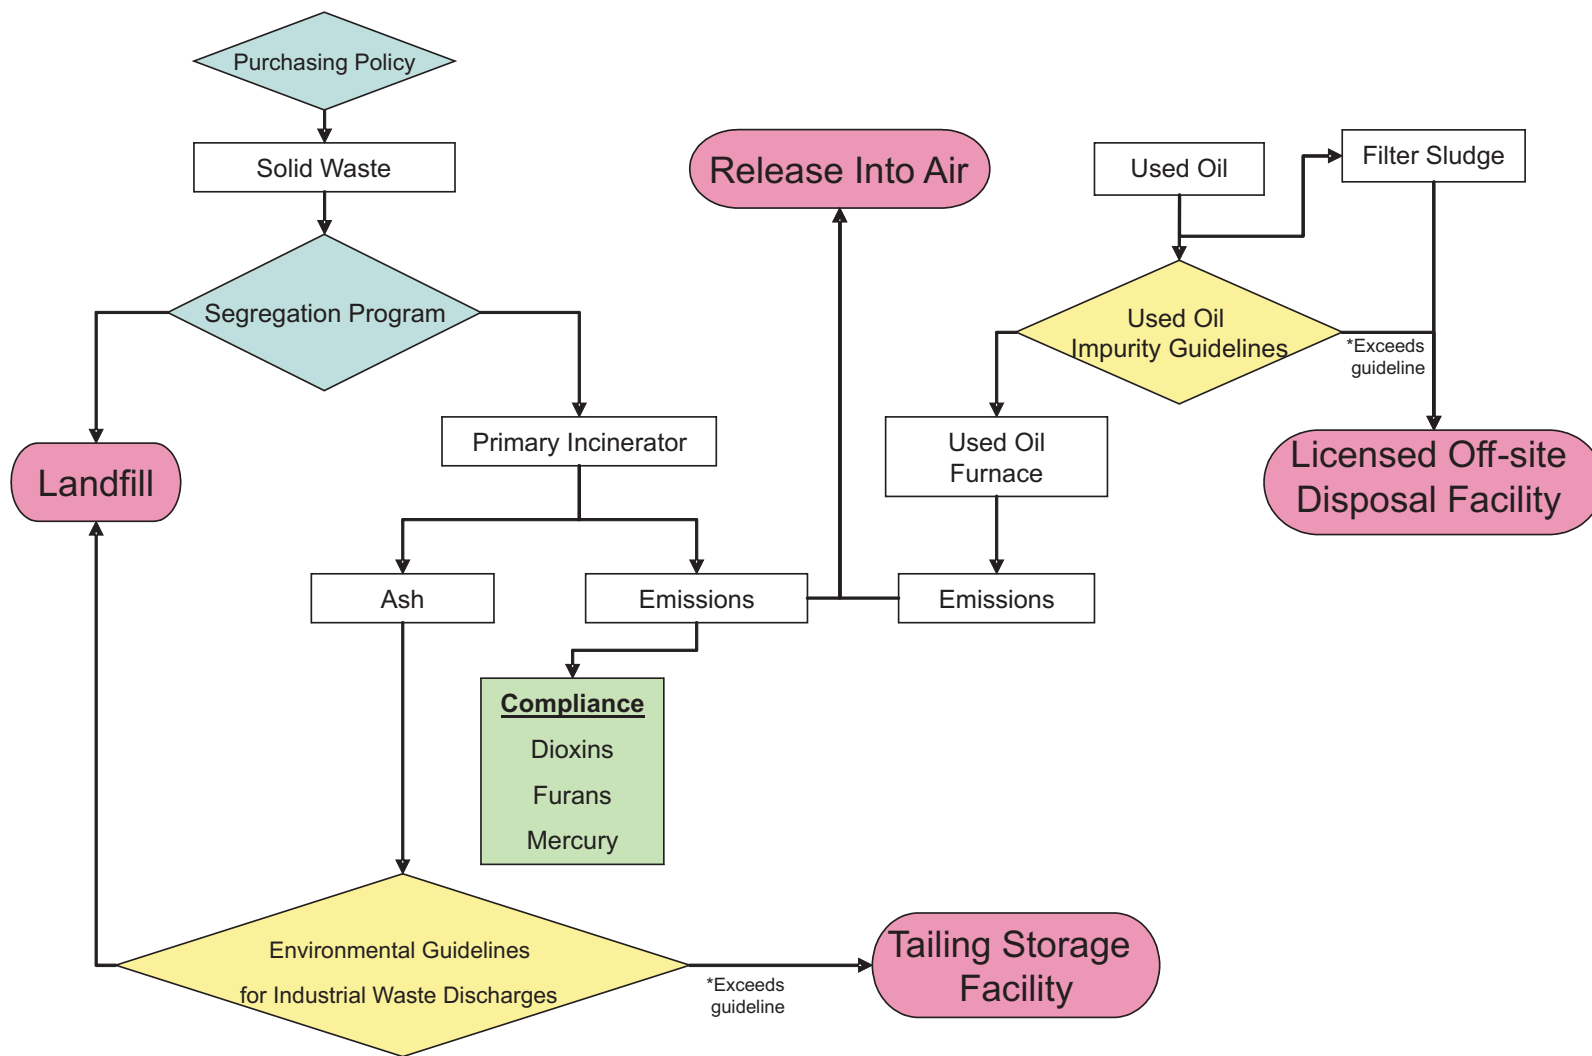 Purchasing Policy
Solid Waste
Segregation Program
Landfill
Primary Incinerator
Ash
Emissions
Compliance
Dioxins
Furans
Mercury
Environmental Guidelines
for Industrial Waste Discharges
*Exceeds
guideline
Tailing Storage
Facility
Release Into Air
Used Oil
Filter Sludge
Used Oil
Impurity Guidelines
*Exceeds
guideline
Used Oil
Furnace
Emissions
Licensed Off-site
Disposal Facility